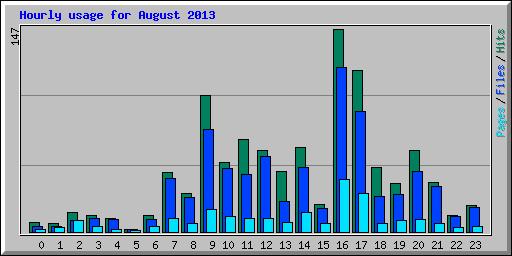 Hourly usage for August 2013
147
Pages / Files / Hits
0 1 2 3 4 5 6 7 8 9 10 11 12 13 14 15 16 17 18 19 20 21 22 23